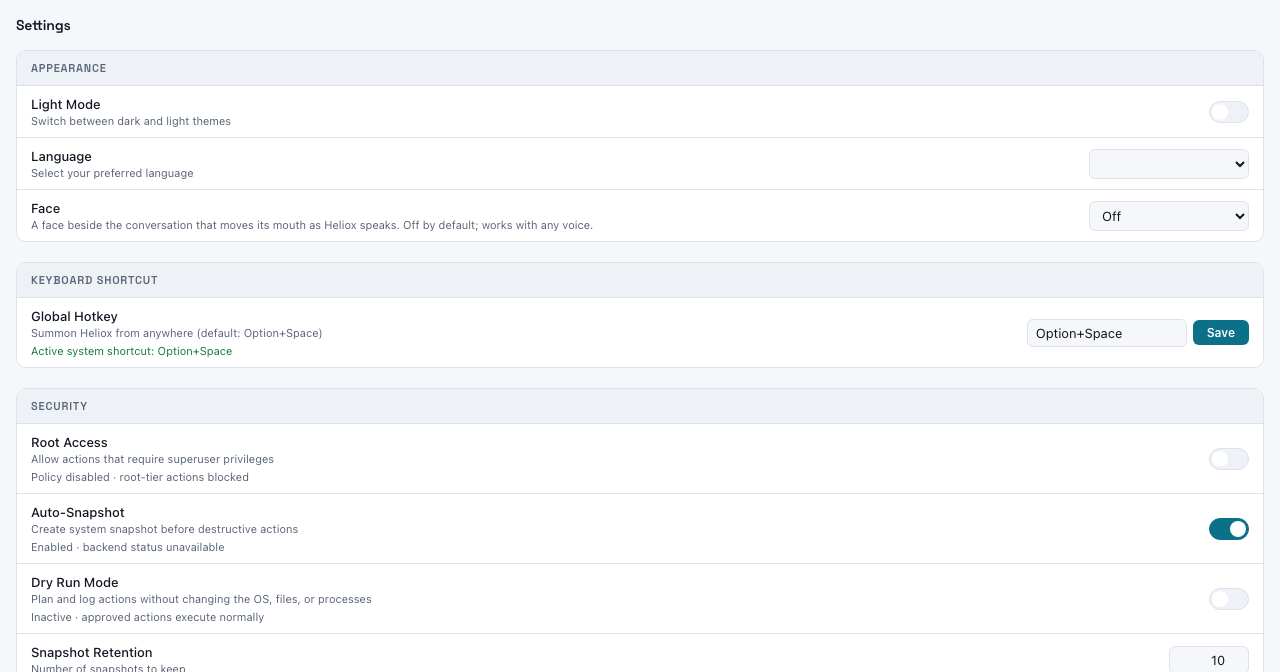 Settings
APPEARANCE
Light Mode
Switch between dark and light themes
Language
Select your preferred language
Face
A face beside the conversation that moves its mouth as Heliox speaks. Off by default; works with any voice.
Off
KEYBOARD SHORTCUT
Global Hotkey
Summon Heliox from anywhere (default: Option+Space)
Active system shortcut: Option+Space
Option+Space
Save
SECURITY
Root Access
Allow actions that require superuser privileges
Policy disabled · root-tier actions blocked
Auto-Snapshot
Create system snapshot before destructive actions
Enabled · backend status unavailable
Dry Run Mode
Plan and log actions without changing the OS, files, or processes
Inactive · approved actions execute normally
Snapshot Retention
Number of snapshots to keep
10